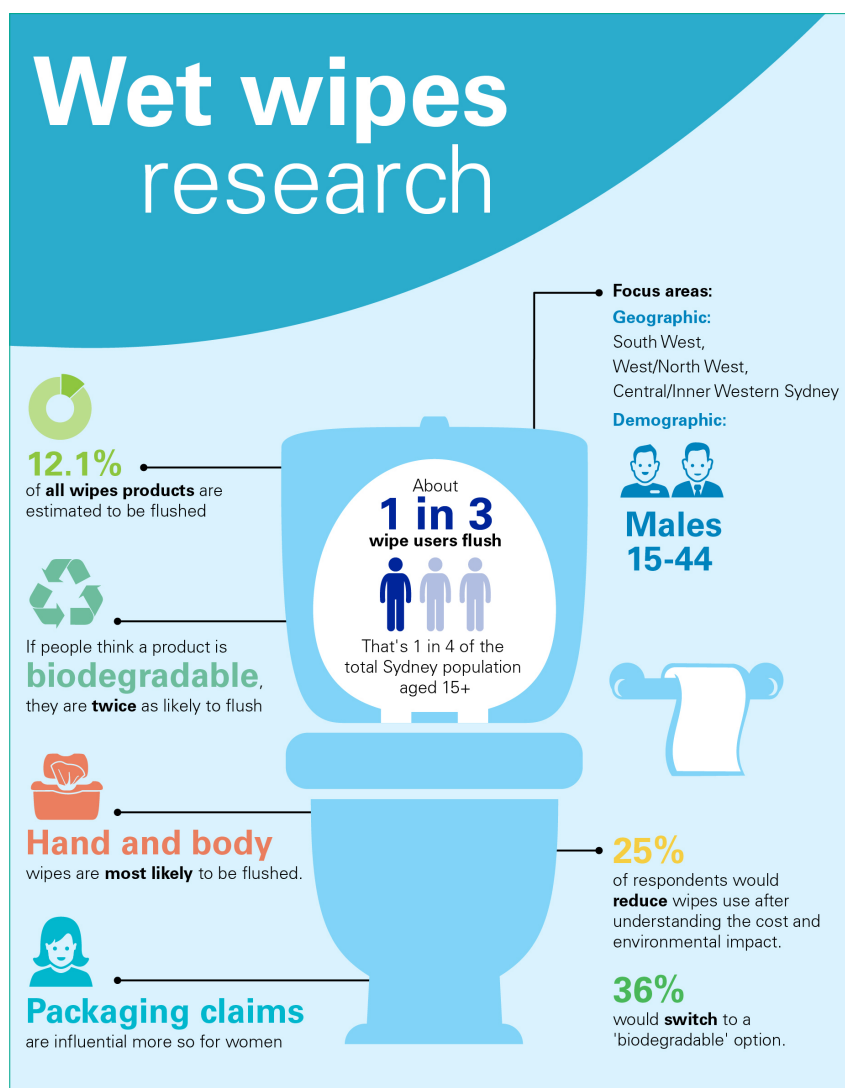 Wet wipes
research
Focus areas:
Geographic:
South West,
West/North West,
Central/Inner Western Sydney
Demographic:
Males
15-44
12.1%
of all wipes products are
estimated to be flushed
About
1 in 3
wipe users flush
That's 1 in 4 of the
total Sydney population
aged 15+
If people think a product is
biodegradable,
they are twice as likely to flush
Hand and body
wipes are most likely to be flushed.
25%
of respondents would
reduce wipes use after
understanding the cost and
environmental impact.
Packaging claims
are influential more so for women
36%
would switch to a
'biodegradable' option.